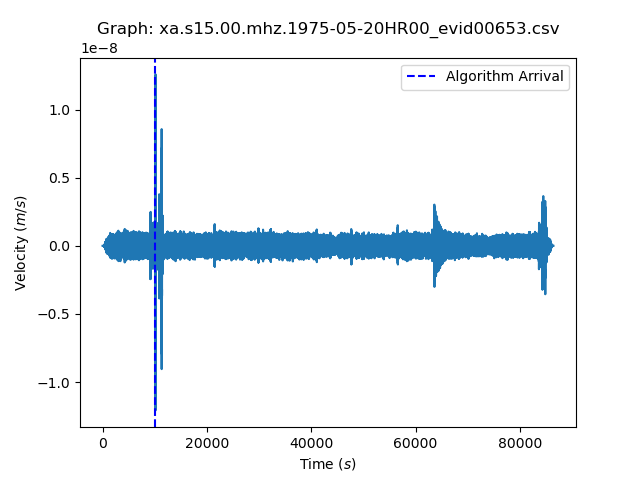 Graph: xa.s15.00.mhz.1975-05-20HR00_evid00653.csv
1e−8
Algorithm Arrival
1.0
0.5
0.0
−0.5
−1.0
Velocity (m/s)
0 20000 40000 60000 80000
Time (s)